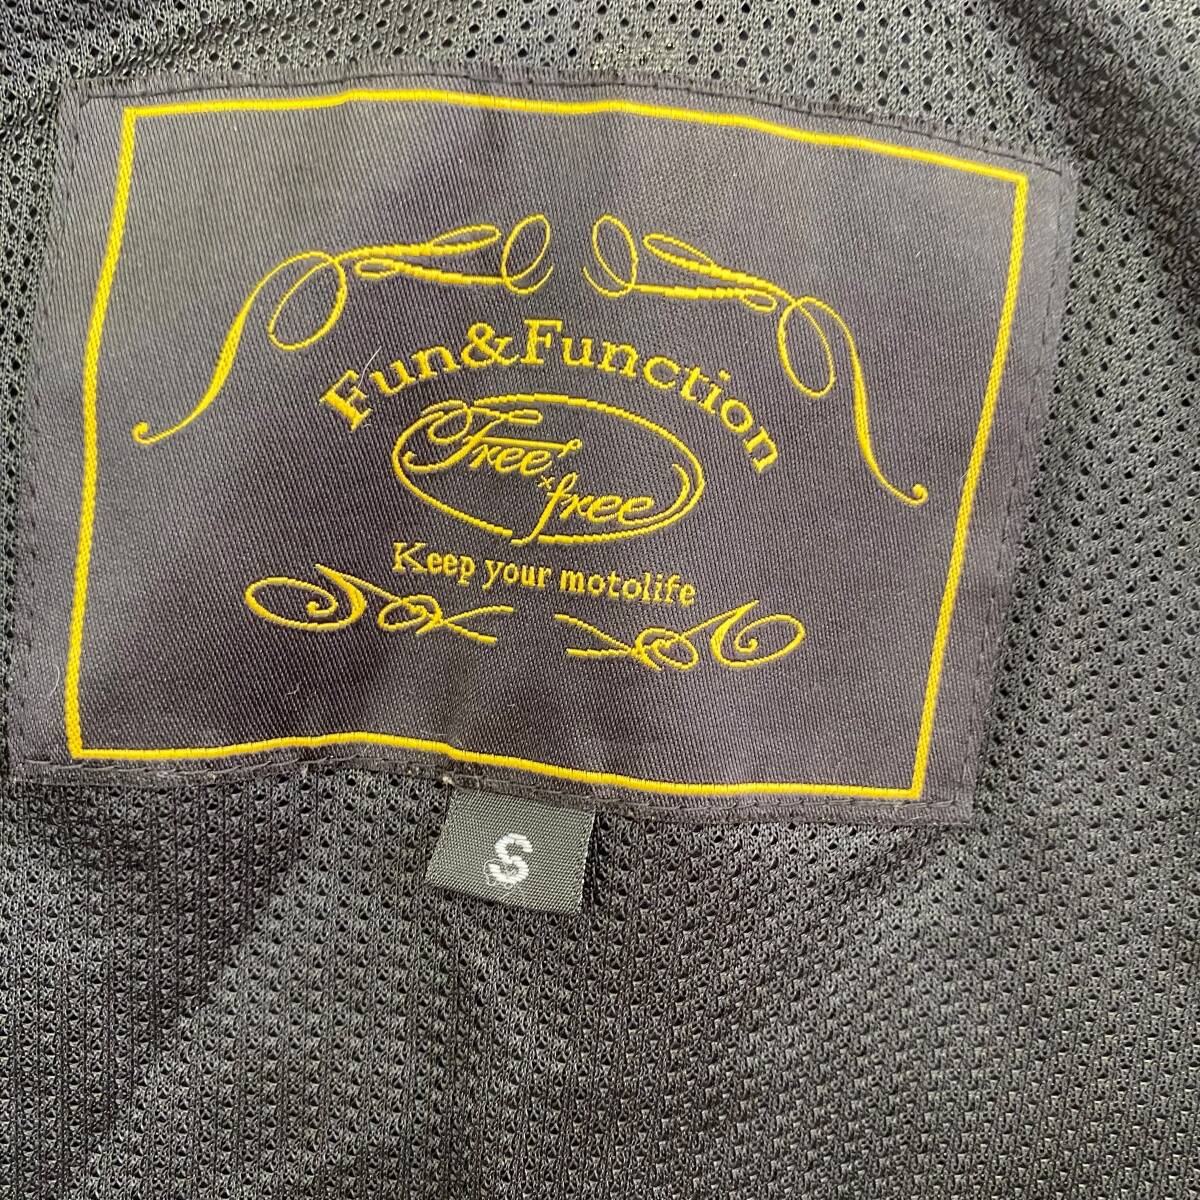 Fun&Function
Free
×
free
Keep your motolife
S